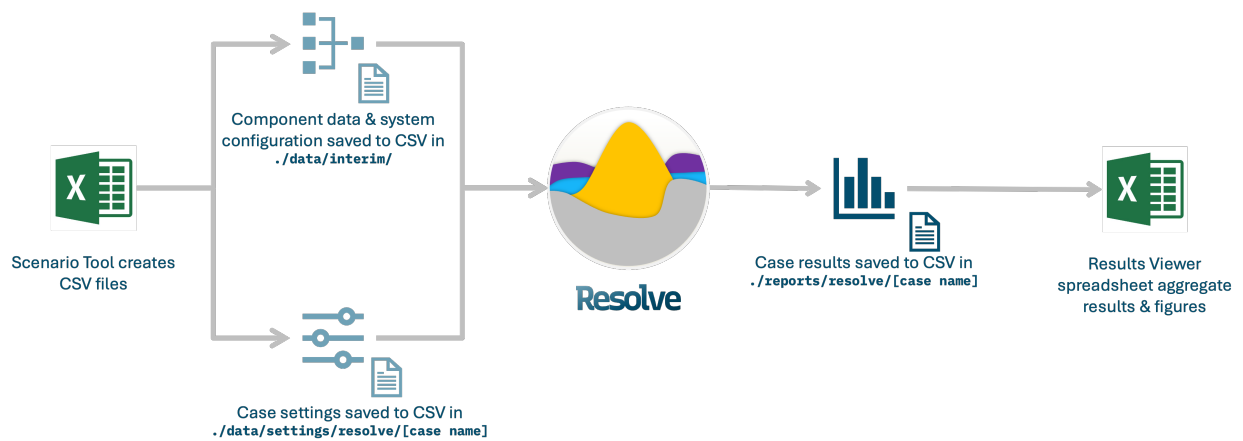 Scenario Tool creates
CSV files
Component data & system
configuration saved to CSV in
./data/interim/
Case settings saved to CSV in
./data/settings/resolve/[case name]
Resolve
Case results saved to CSV in
./reports/resolve/[case name]
Results Viewer
spreadsheet aggregate
results & figures
X
X